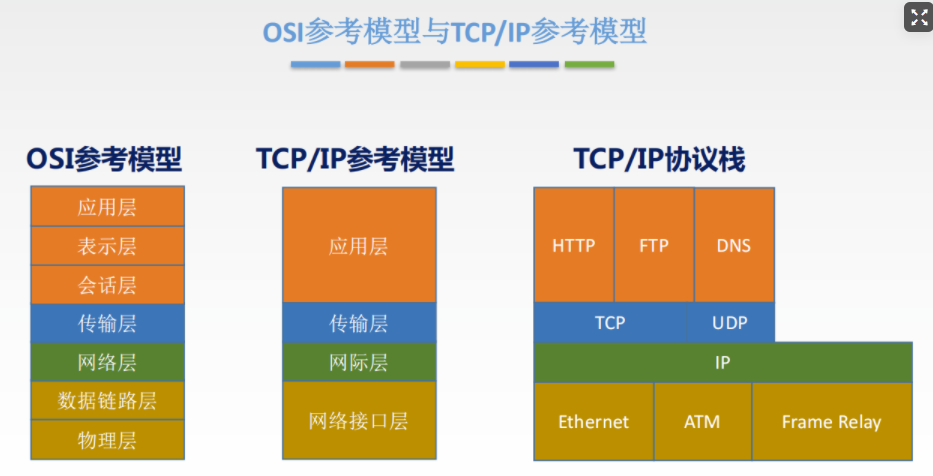 OSI参考模型与TCP/IP参考模型
OSI参考模型
应用层
表示层
会话层
传输层
网络层
数据链路层
物理层
TCP/IP参考模型
应用层
传输层
网际层
网络接口层
TCP/IP协议栈
HTTP FTP DNS
TCP UDP
IP
Ethernet ATM Frame Relay